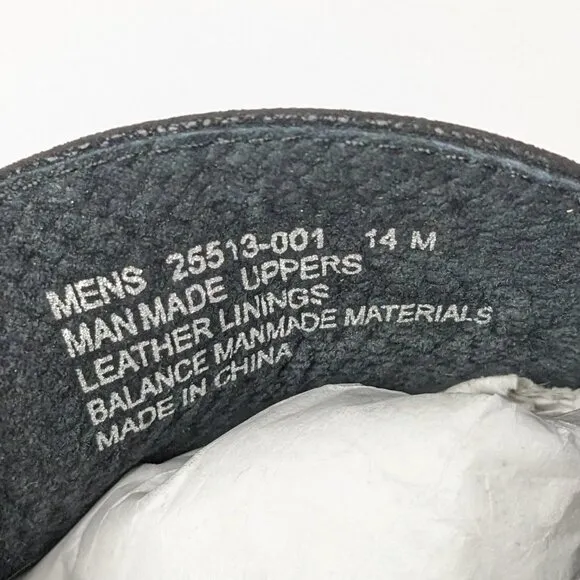 MENS 25513-001 14 M
MAN MADE UPPERS
LEATHER LININGS
BALANCE MANMADE MATERIALS
MADE IN CHINA